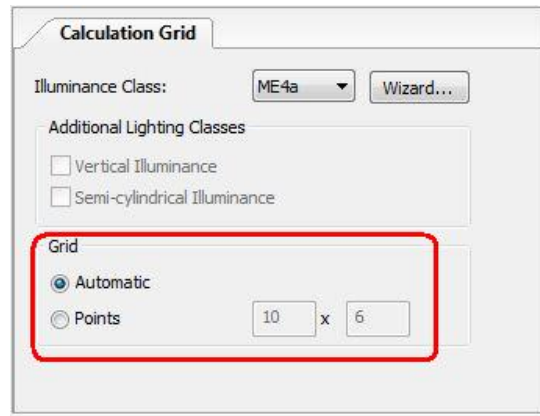 Calculation Grid
Illuminance Class: ME4a Wizard...
Additional Lighting Classes
Vertical Illuminance
Semi-cylindrical Illuminance
Grid
Automatic
Points 10 x 6